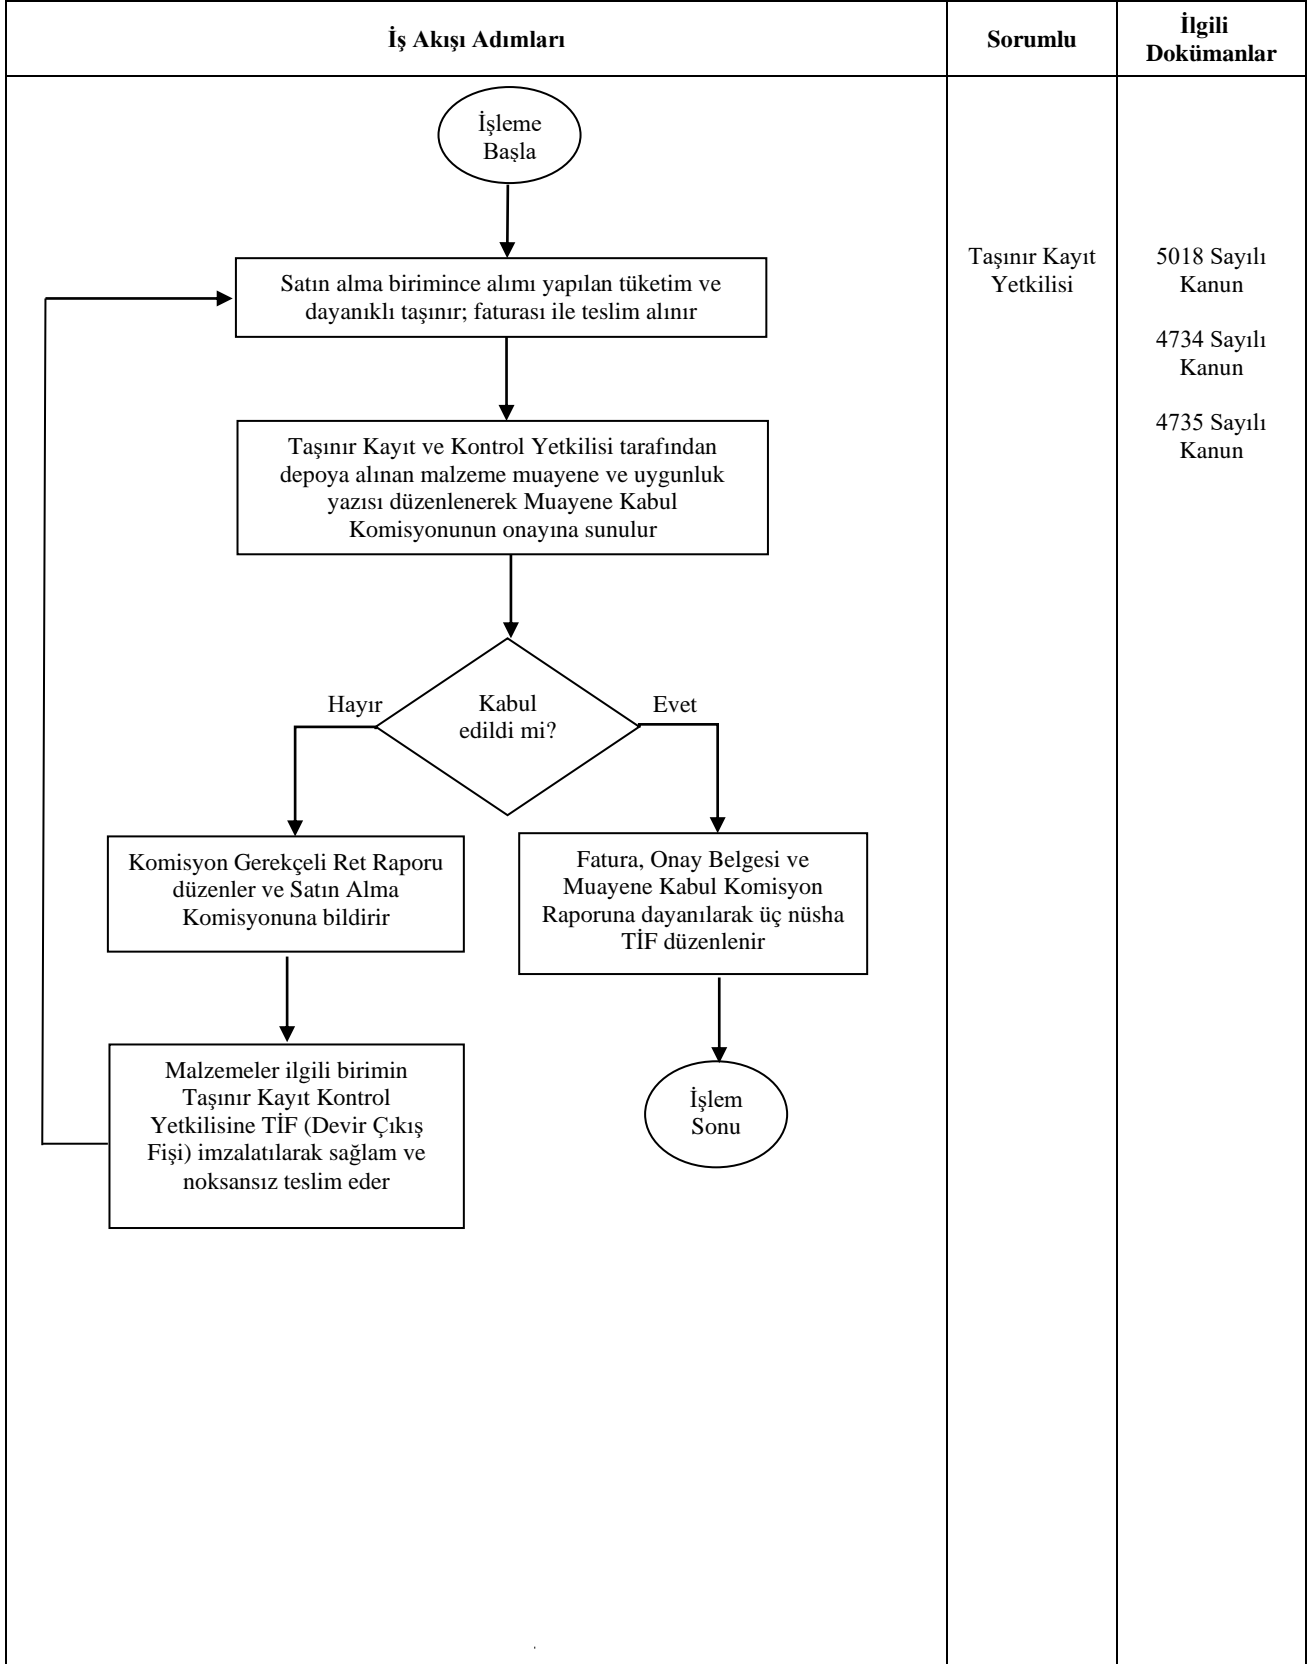 İş Akışı Adımları
Sorumlu
İlgili
Dokümanlar
İşleme
Başla
Satın alma birimince alımı yapılan tüketim ve
dayanıklı taşınır; faturası ile teslim alınır
Taşınır Kayıt
Yetkilisi
5018 Sayılı
Kanun
4734 Sayılı
Kanun
4735 Sayılı
Kanun
Taşınır Kayıt ve Kontrol Yetkilisi tarafından
depoya alınan malzeme muayene ve uygunluk
yazısı düzenlenerek Muayene Kabul
Komisyonunun onayına sunulur
Hayır
Kabul
edildi mi?
Evet
Komisyon Gerekçeli Ret Raporu
düzenler ve Satın Alma
Komisyonuna bildirir
Fatura, Onay Belgesi ve
Muayene Kabul Komisyon
Raporuna dayanılarak üç nüsha
TİF düzenlenir
Malzemeler ilgili birimin
Taşınır Kayıt Kontrol
Yetkilisine TİF (Devir Çıkış
Fişi) imzalatılarak sağlam ve
noksansız teslim eder
İşlem
Sonu